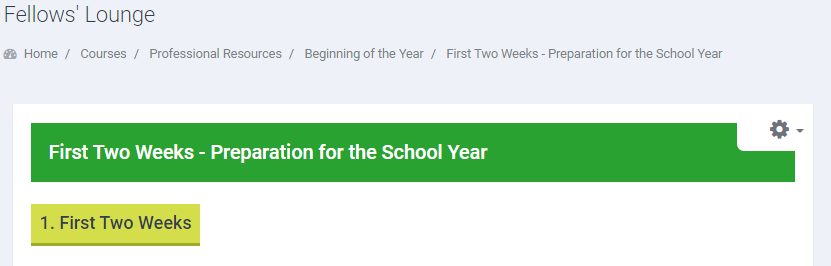 Fellows' Lounge
Home / Courses / Professional Resources / Beginning of the Year / First Two Weeks - Preparation for the School Year
First Two Weeks - Preparation for the School Year
1. First Two Weeks